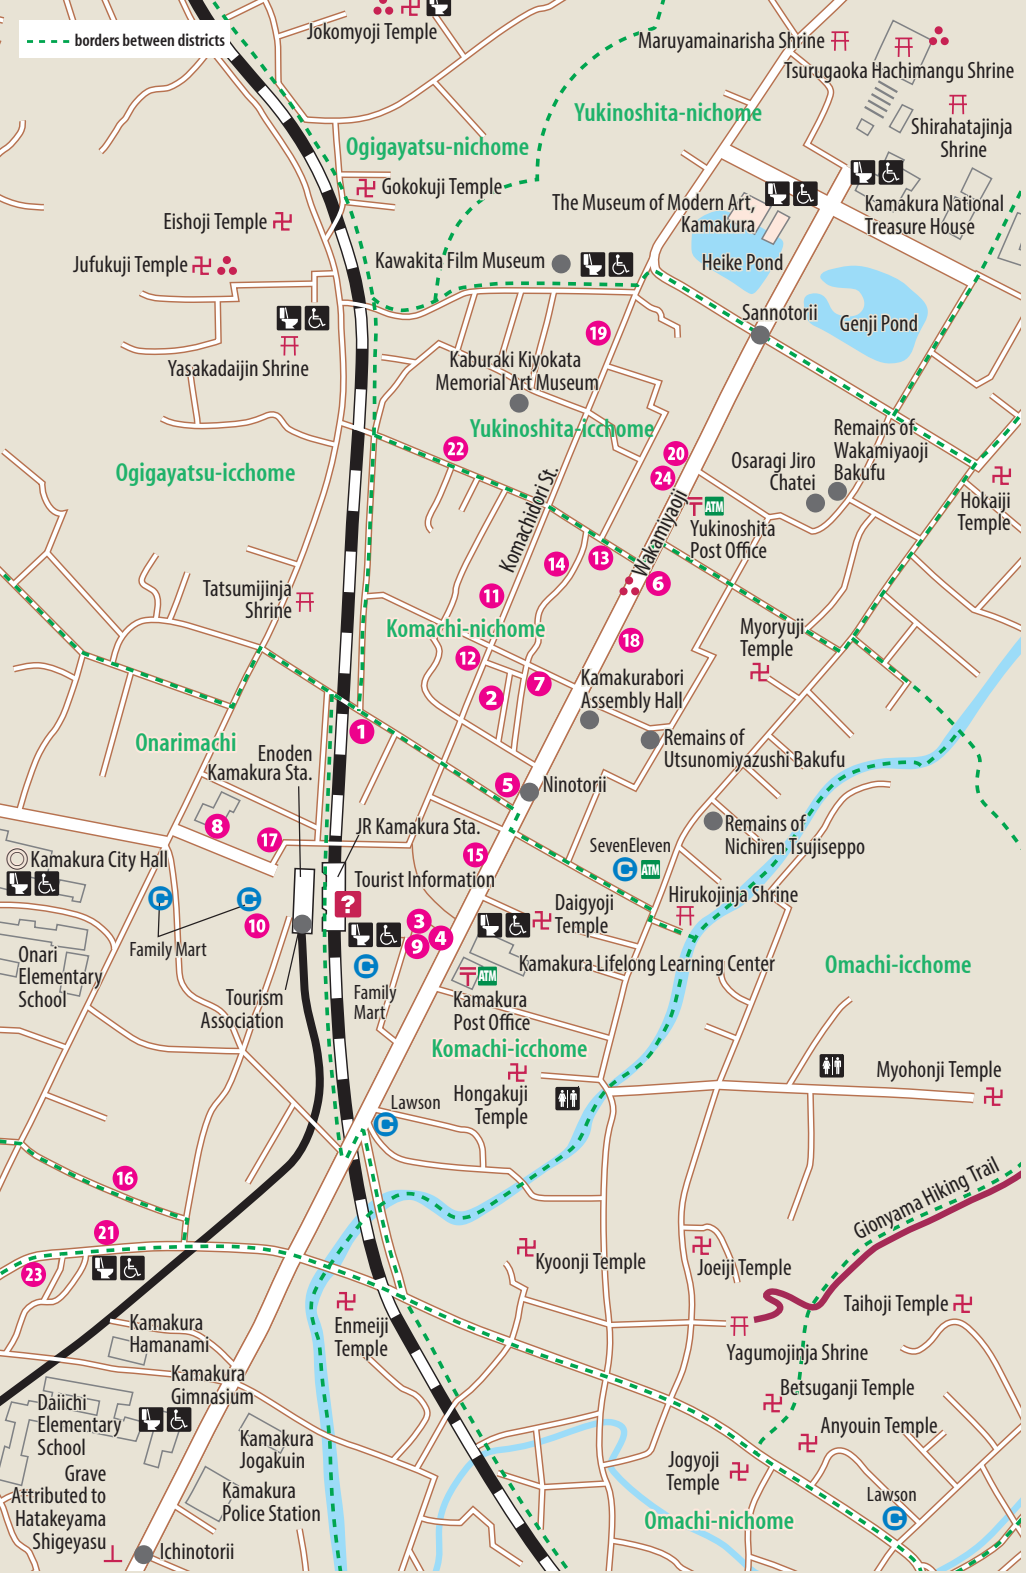 Jokomyoji Temple
borders between districts
Maruyamainarisha Shrine
Tsurugaoka Hachimangu Shrine
Yukinoshita-nichome
Shirahatajinja
Shrine
Ogigayatsu-nichome
Gokokuji Temple
The Museum of Modern Art,
Kamakura
Kamakura National
Treasure House
Eishoji Temple
Jufukuji Temple
Kawakita Film Museum
Heike Pond
Sannotorii
Genji Pond
19
Yasakadaijin Shrine
Kaburaki Kiyokata
Memorial Art Museum
Yukinoshita-icchome
Remains of
Wakamiyaoji
Bakufu
22
20
Osaragi Jiro
Chatei
Ogigayatsu-icchome
24
Hokaiji
Temple
Komachidori St.
Wakamiyaoji
ATM
Yukinoshita
Post Office
14
13
6
Tatsumijinja
Shrine
11
Komachi-nichome
18
Myoryuji
Temple
12
7
2
Kamakurabori
Assembly Hall
1
Onarimachi
Enoden
Kamakura Sta.
Remains of
Utsunomiyazushi Bakufu
5
Ninotorii
8
17
JR Kamakura Sta.
15
SevenEleven
C
ATM
Remains of
Nichiren Tsujiseppo
Kamakura City Hall
Tourist Information
?
Hirukojinja Shrine
C
C
10
3
4
9
Daigyoji
Temple
Family Mart
Onari
Elementary
School
C
Family
Mart
Kamakura Lifelong Learning Center
Omachi-icchome
ATM
Tourism
Association
Kamakura
Post Office
Komachi-icchome
Myohonji Temple
Hongakuji
Temple
Lawson
C
16
Gionyama Hiking Trail
21
23
Kyoonji Temple
Joeiji Temple
Taihoji Temple
Kamakura
Hamanami
Enmeiji
Temple
Yagumojinja Shrine
Kamakura
Gimnasium
Betsuganji Temple
Daiichi
Elementary
School
Anyouin Temple
Kamakura
Jogakuin
Jogyoji
Temple
Grave
Attributed to
Hatakeyama
Shigeyasu
Kamakura
Police Station
Lawson
C
Omachi-nichome
Ichinotorii